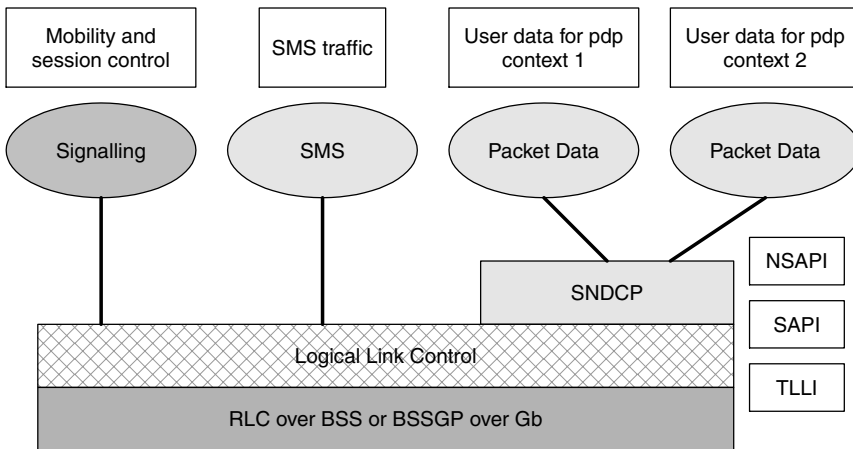 Mobility and
session control
SMS traffic
User data for pdp
context 1
User data for pdp
context 2
Signalling
SMS
Packet Data
Packet Data
NSAPI
SNDCP
SAPI
Logical Link Control
TLLI
RLC over BSS or BSSGP over Gb